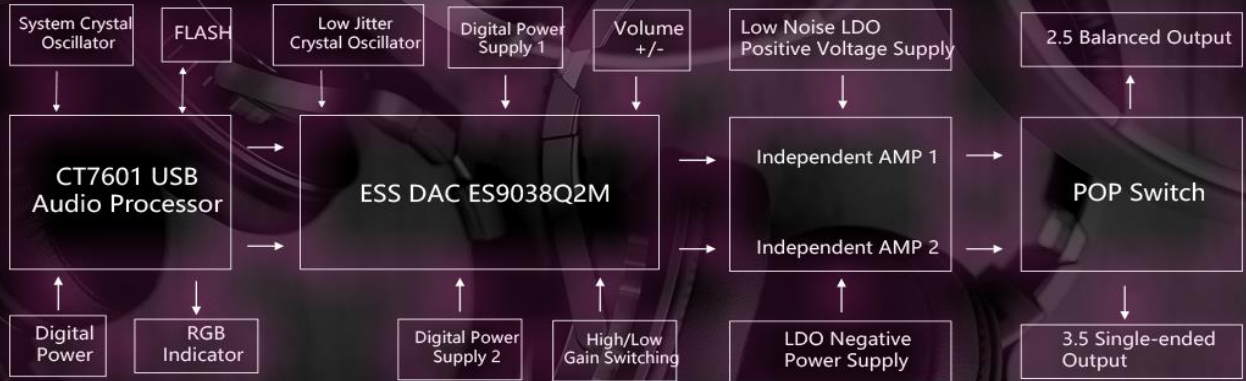 System Crystal
Oscillator
FLASH
Low Jitter
Crystal Oscillator
Digital Power
Supply 1
Volume
+/-
Low Noise LDO
Positive Voltage Supply
2.5 Balanced Output
CT7601 USB
Audio Processor
ESS DAC ES9038Q2M
Independent AMP 1
Independent AMP 2
POP Switch
Digital
Power
RGB
Indicator
Digital Power
Supply 2
High/Low
Gain Switching
LDO Negative
Power Supply
3.5 Single-ended
Output